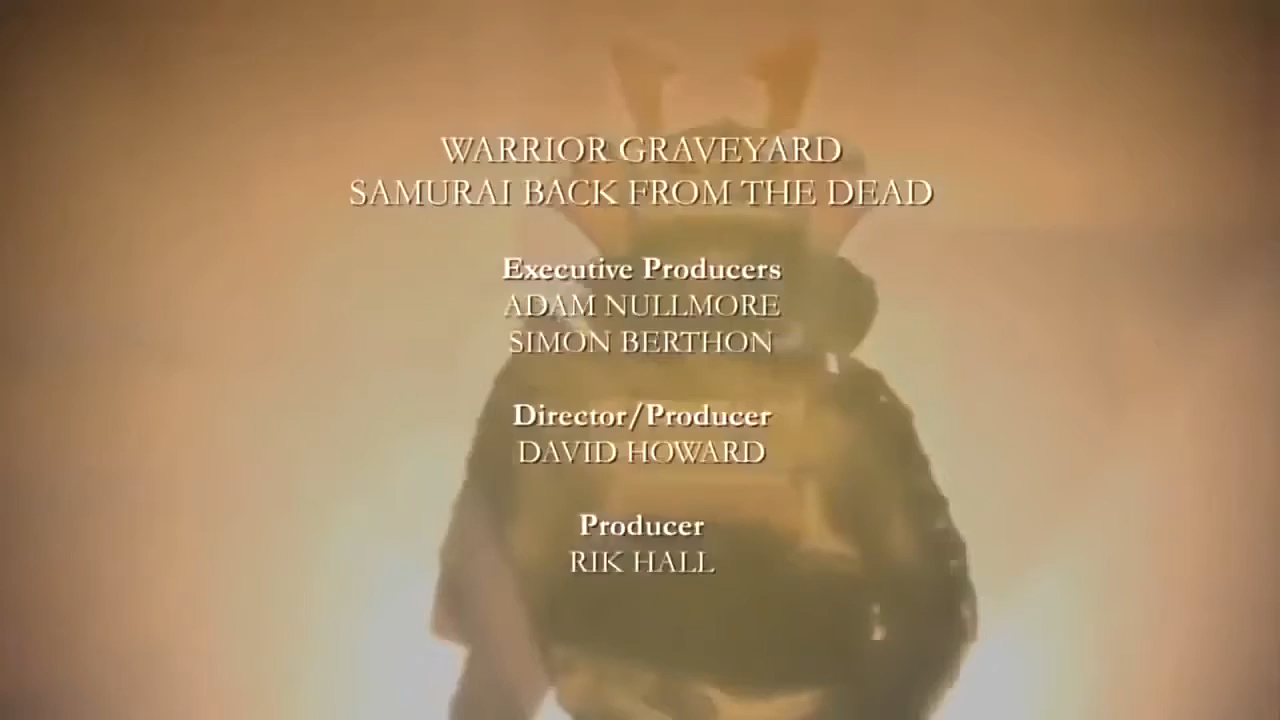 WARRIOR GRAVEYARD
SAMURAI BACK FROM THE DEAD
Executive Producers
ADAM NULLMORE
SIMON BERTHON
Director/Producer
DAVID HOWARD
Producer
RIK HALL